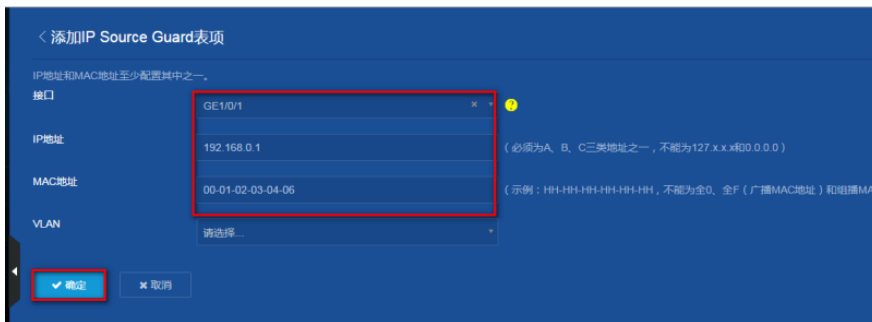 添加IP Source Guard表项
IP地址和MAC地址至少配置其中之一。
接口
GE1/0/1
IP地址
192.168.0.1
(必须为A、B、C三类地址之一，不能为127.x.x.x和0.0.0.0)
MAC地址
00-01-02-03-04-06
(示例：HH-HH-HH-HH-HH-HH，不能为全0、全F（广播MAC地址）和组播MA
VLAN
请选择...
确定 取消